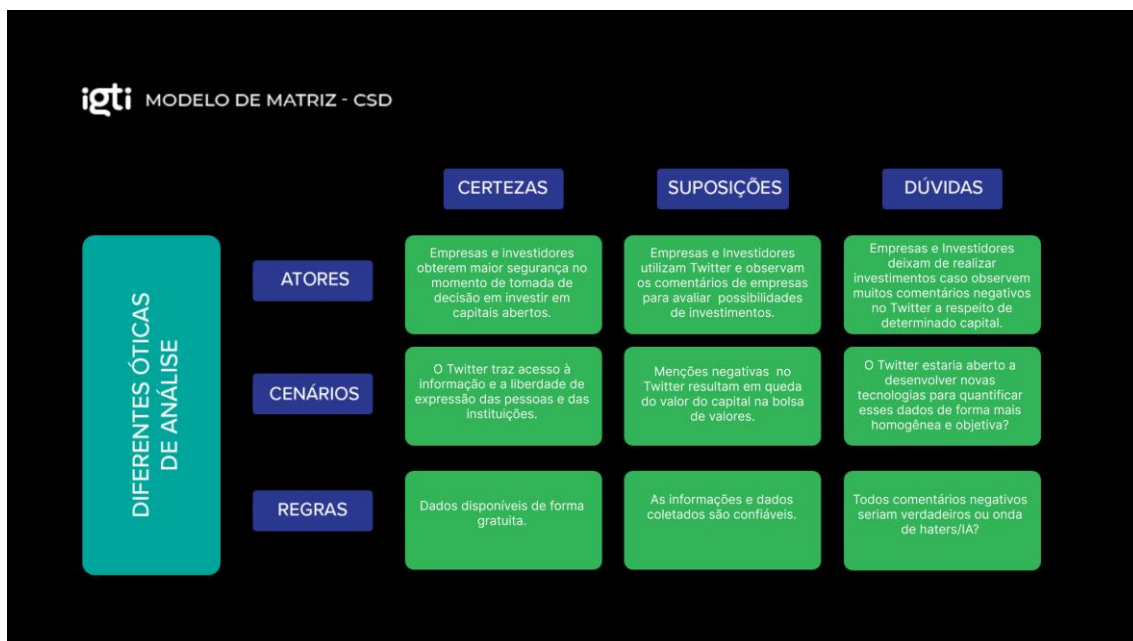 igti MODELO DE MATRIZ - CSD
CERTEZAS
SUPOSIÇÕES
DÚVIDAS
DIFERENTES ÓTICAS
DE ANÁLISE
ATORES
Empresas e investidores
obterem maior segurança no
momento de tomada de
decisão em investir em
capitais abertos.
Empresas e Investidores
utilizam Twitter e observam
os comentários de empresas
para avaliar possibilidades
de investimentos.
Empresas e Investidores
deixam de realizar
investimentos caso observem
muitos comentários negativos
no Twitter a respeito de
determinado capital.
CENÁRIOS
O Twitter traz acesso à
informação e a liberdade de
expressão das pessoas e das
instituições.
Menções negativas no
Twitter resultam em queda
do valor do capital na bolsa
de valores.
O Twitter estaria aberto a
desenvolver novas
tecnologias para quantificar
esses dados de forma mais
homogênea e objetiva?
REGRAS
Dados disponíveis de forma
gratuita.
As informações e dados
coletados são confiáveis.
Todos comentários negativos
seriam verdadeiros ou onda
de haters/IA?